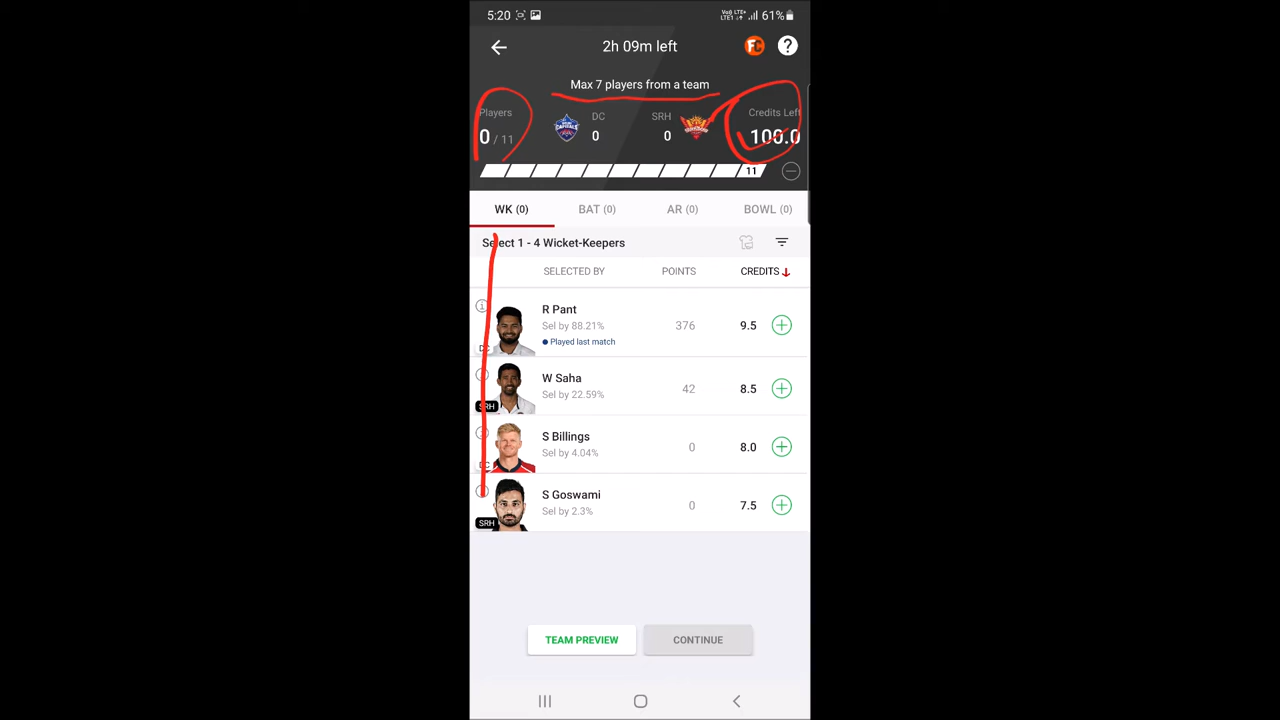 5:20 61%
2h 09m left FC ?
Max 7 players from a team
Players DC SRH Credits Left
0 / 11 0 0 100.0
11
WK (0) BAT (0) AR (0) BOWL (0)
Select 1 - 4 Wicket-Keepers
SELECTED BY POINTS CREDITS
R Pant
Sel by 88.21% 376 9.5
DC Played last match
W Saha
Sel by 22.59% 42 8.5
SRH
S Billings
Sel by 4.04% 0 8.0
DC
S Goswami
Sel by 2.3% 0 7.5
SRH
TEAM PREVIEW CONTINUE